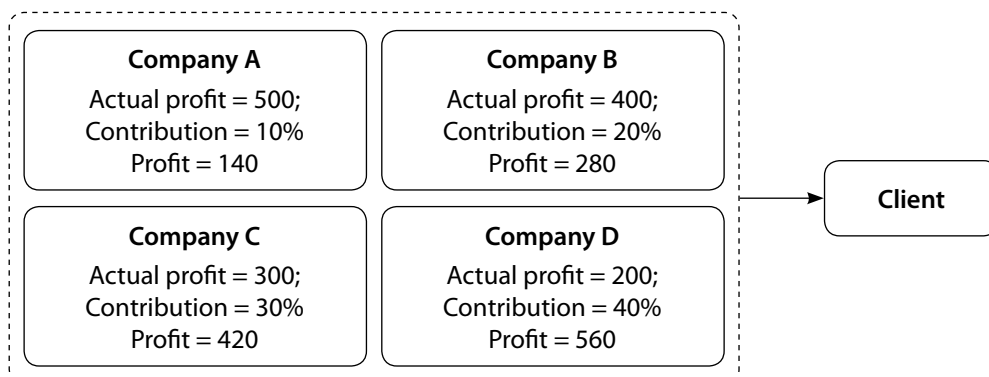 Company A
Actual profit = 500;
Contribution = 10%
Profit = 140
Company B
Actual profit = 400;
Contribution = 20%
Profit = 280
Company C
Actual profit = 300;
Contribution = 30%
Profit = 420
Company D
Actual profit = 200;
Contribution = 40%
Profit = 560
Client